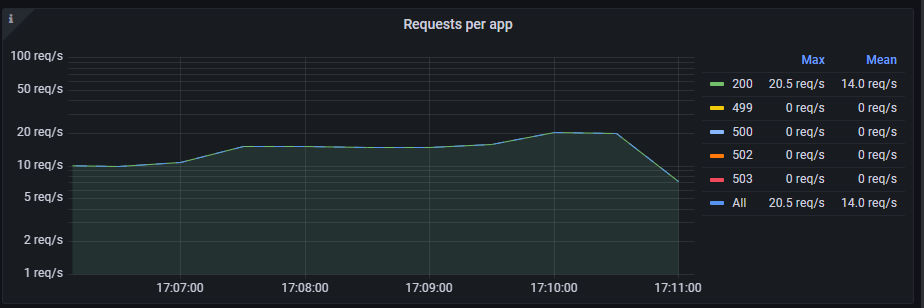 i
Requests per app
100 req/s
50 req/s
20 req/s
10 req/s
5 req/s
2 req/s
1 req/s
17:07:00 17:08:00 17:09:00 17:10:00 17:11:00
Max Mean
200 20.5 req/s 14.0 req/s
499 0 req/s 0 req/s
500 0 req/s 0 req/s
502 0 req/s 0 req/s
503 0 req/s 0 req/s
All 20.5 req/s 14.0 req/s